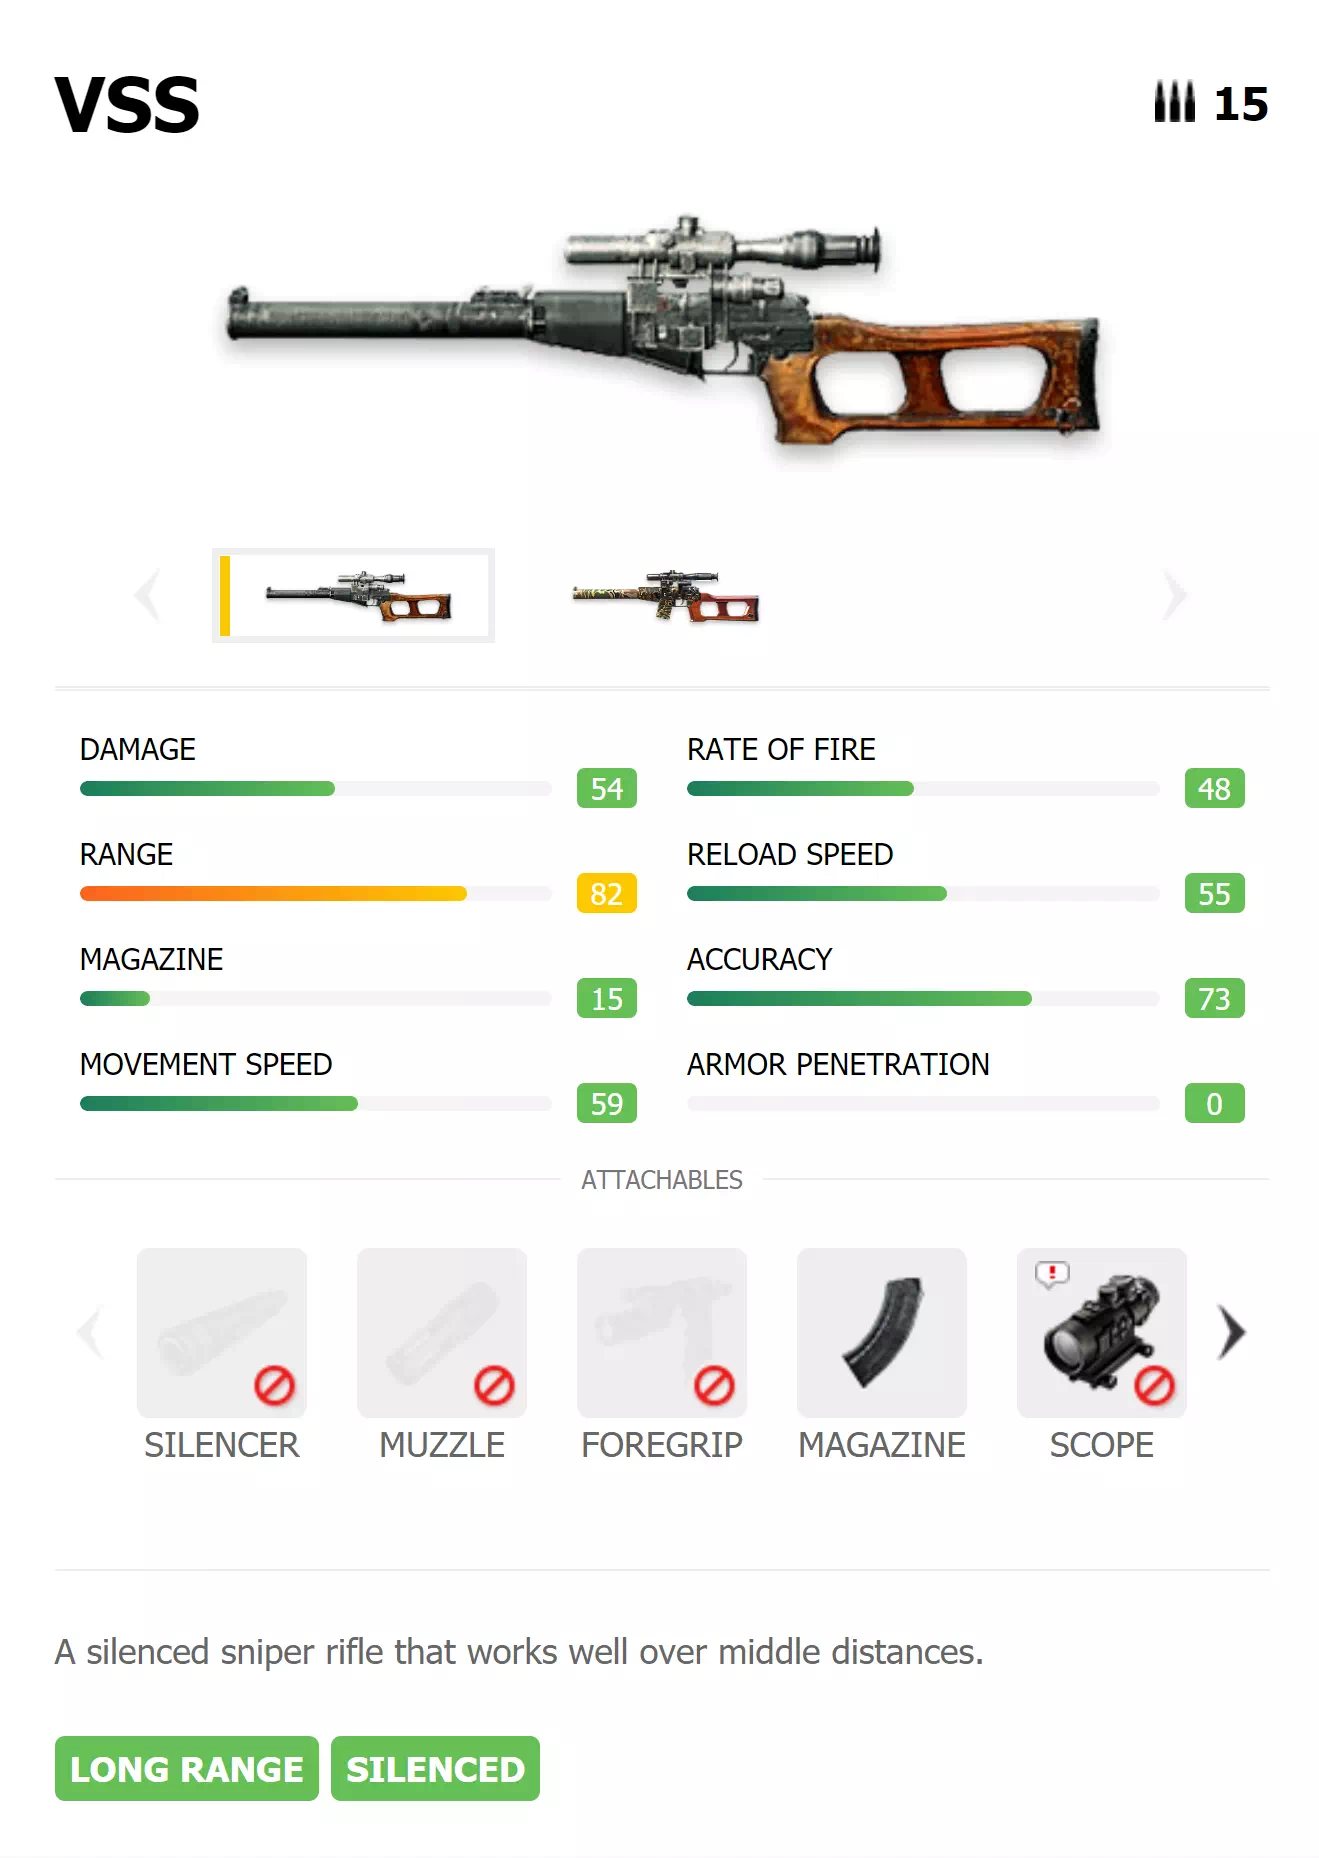 VSS
15
DAMAGE
54
RATE OF FIRE
48
RANGE
82
RELOAD SPEED
55
MAGAZINE
15
ACCURACY
73
MOVEMENT SPEED
59
ARMOR PENETRATION
0
ATTACHABLES
!
SILENCER
MUZZLE
FOREGRIP
MAGAZINE
SCOPE
A silenced sniper rifle that works well over middle distances.
LONG RANGE
SILENCED